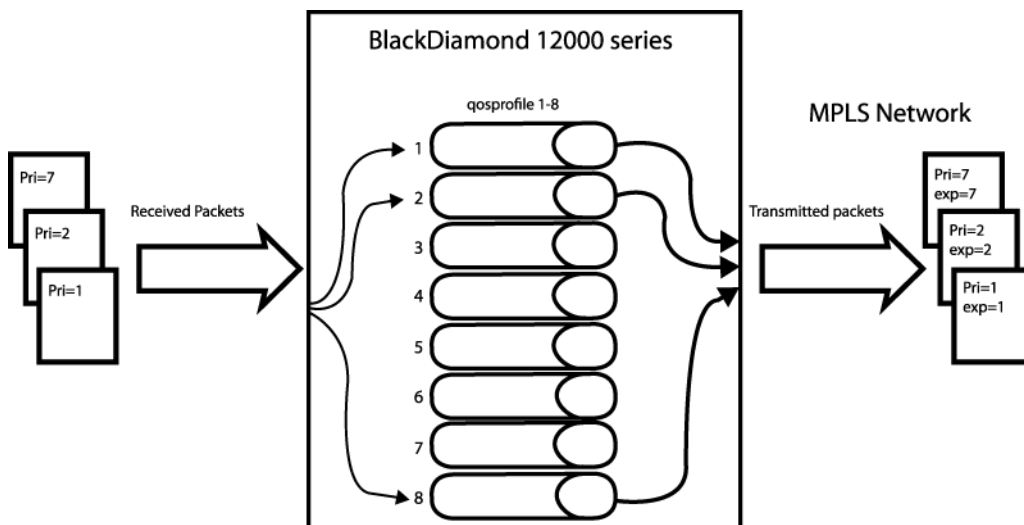 BlackDiamond 12000 series
qosprofile 1-8
MPLS Network
Pri=7
Pri=2
Pri=1
Received Packets
1
2
3
4
5
6
7
8
Transmitted packets
Pri=7
exp=7
Pri=2
exp=2
Pri=1
exp=1